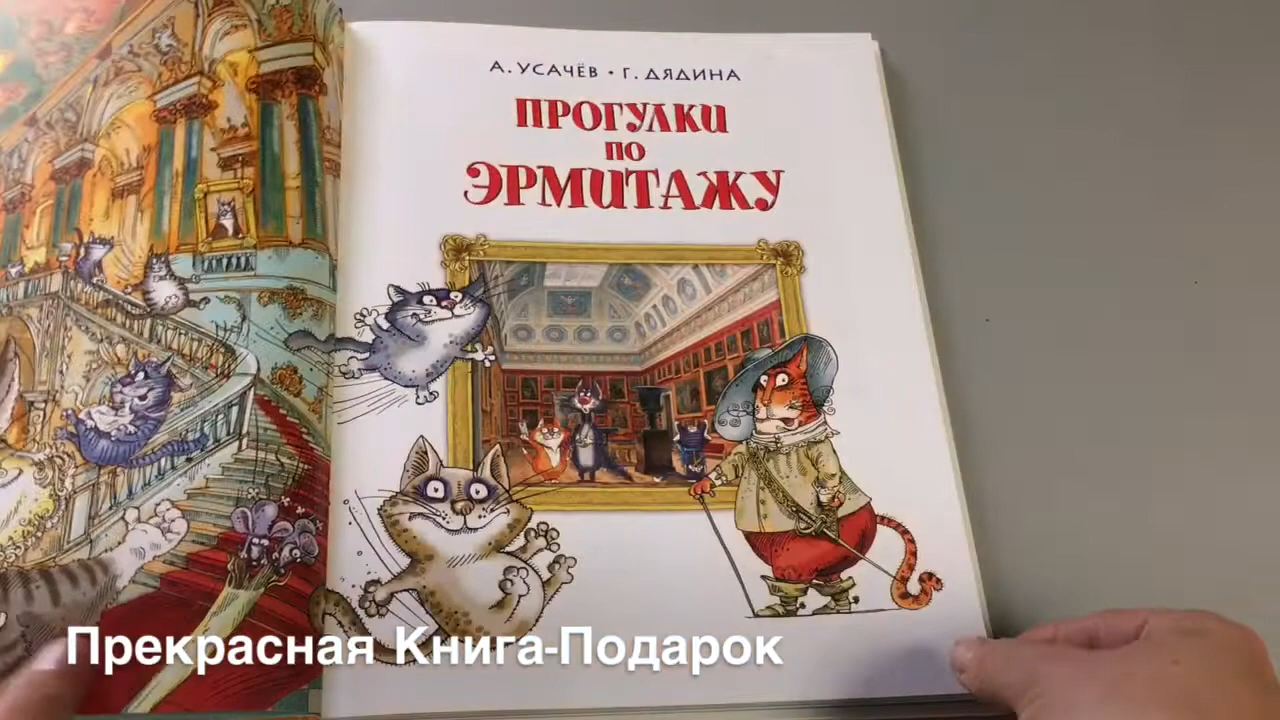 А. УСАЧЁВ • Г. ДЯДИНА
ПРОГУЛКИ
ПО
ЭРМИТАЖУ
Прекрасная Книга-Подарок